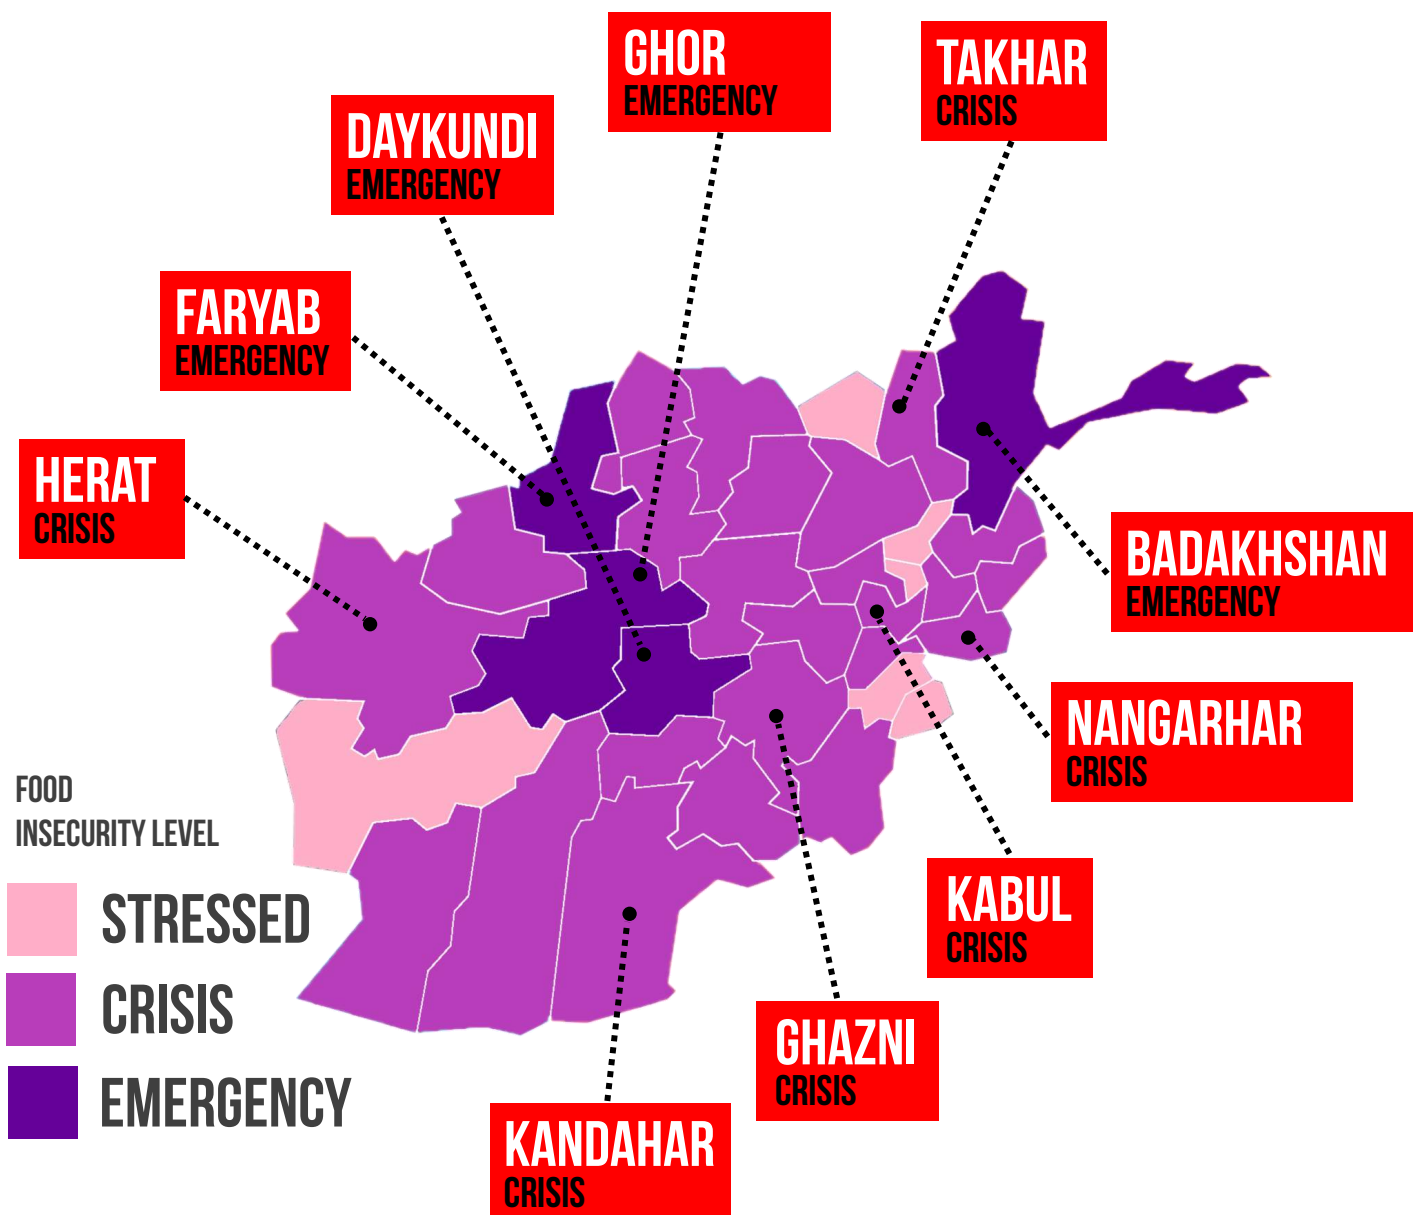 GHOR
EMERGENCY
TAKHAR
CRISIS
DAYKUNDI
EMERGENCY
FARYAB
EMERGENCY
HERAT
CRISIS
BADAKHSHAN
EMERGENCY
NANGARHAR
CRISIS
KABUL
CRISIS
GHAZNI
CRISIS
KANDAHAR
CRISIS
FOOD
INSECURITY LEVEL
STRESSED
CRISIS
EMERGENCY